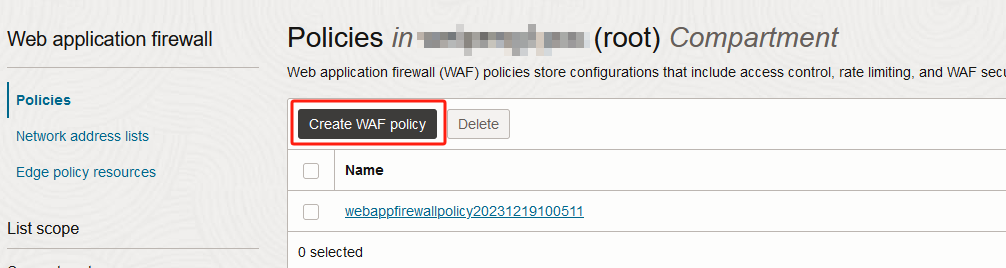 Web application firewall
Policies in (root) Compartment
Web application firewall (WAF) policies store configurations that include access control, rate limiting, and WAF
Policies
Network address lists
Edge policy resources
List scope
Create WAF policy
Delete
Name
webappfirewallpolicy20231219100511
0 selected